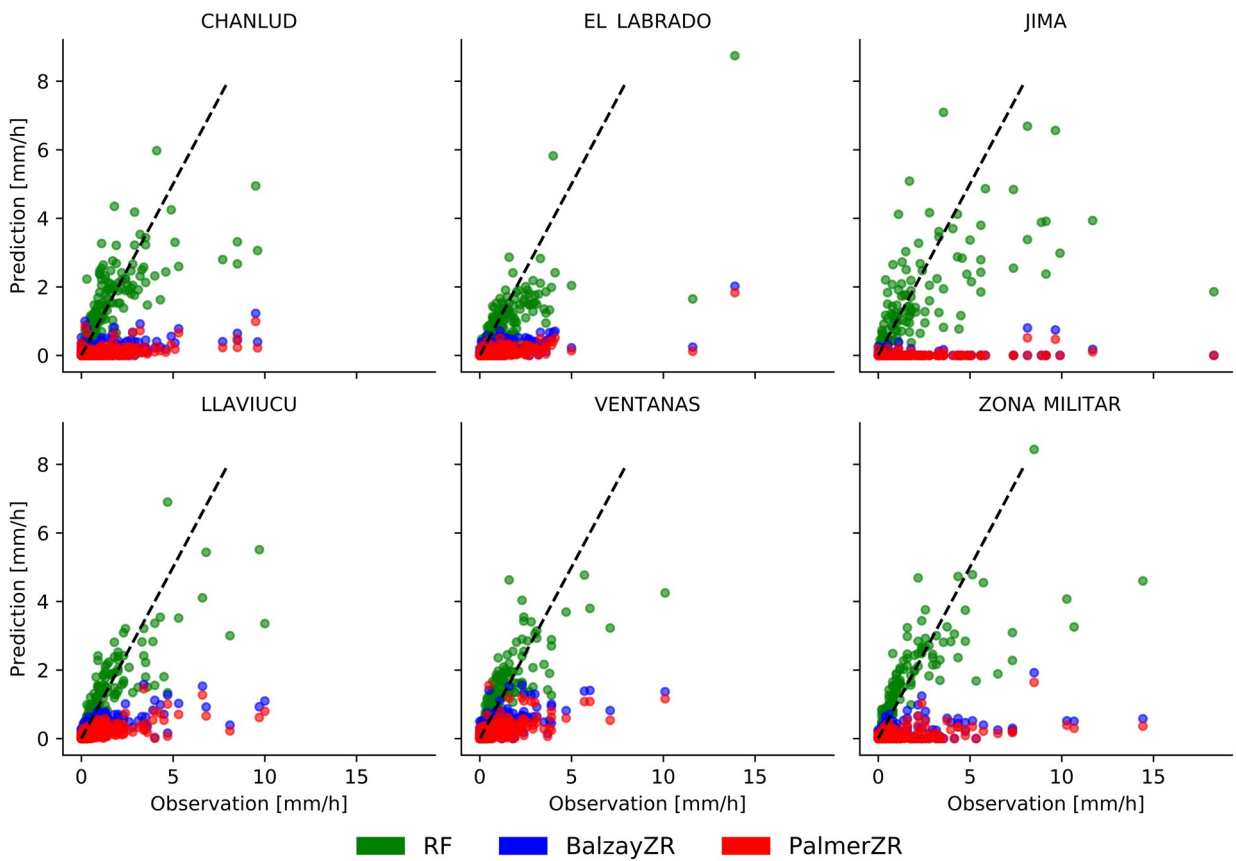 CHANLUD EL LABRADO JIMA
Prediction [mm/h]
8
6
4
2
0
LLAVIUCU VENTANAS ZONA MILITAR
Prediction [mm/h]
8
6
4
2
0
0 5 10 15 0 5 10 15 0 5 10 15
Observation [mm/h] Observation [mm/h] Observation [mm/h]
RF BalzayZR PalmerZR